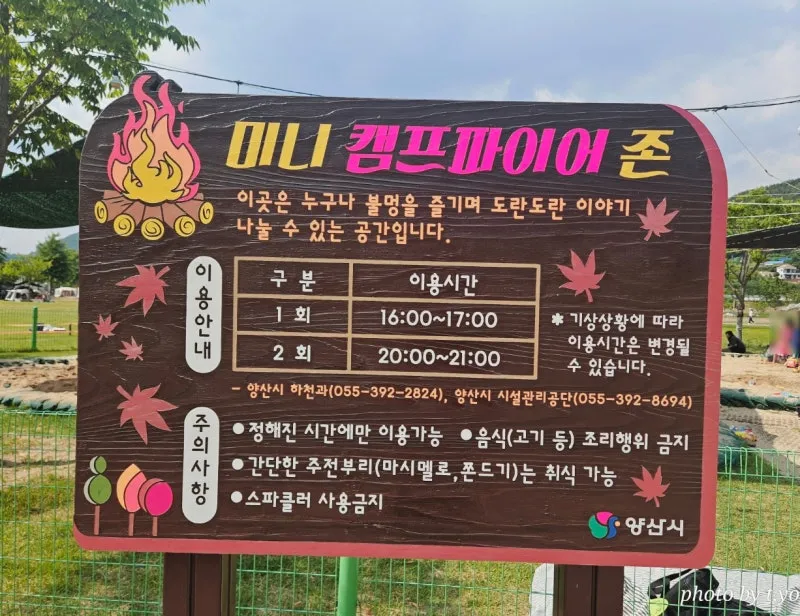 미니 캠프파이어 존
이곳은 누구나 불멍을 즐기며 도란도란 이야기
나눌 수 있는 공간입니다.
이용안내
구 분 이용시간
1 회 16:00~17:00
2 회 20:00~21:00
* 기상상황에 따라
이용시간은 변경될
수 있습니다.
- 양산시 하천과(055-392-2824), 양산시 시설관리공단(055-392-8694)
주의사항
● 정해진 시간에만 이용가능 ● 음식(고기 등) 조리행위 금지
● 간단한 주전부리(마시멜로,쫀드기)는 취식 가능
● 스파클러 사용금지
양산시
photo by r.yo